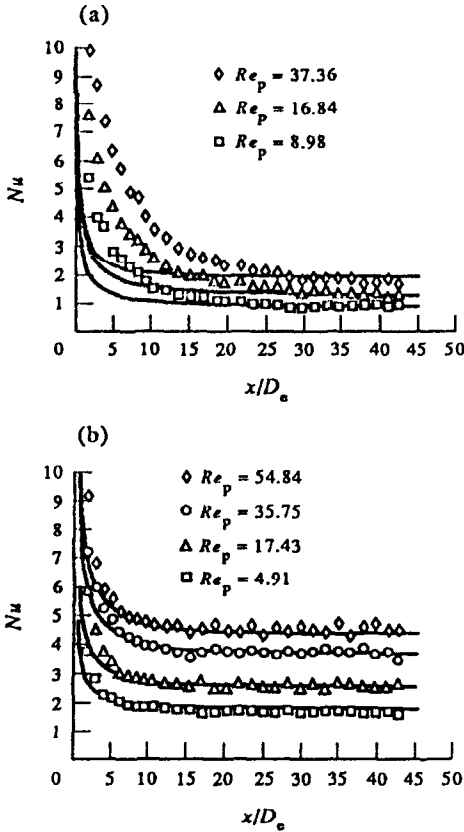 (a)
10
9
8
7
6
5
4
3
2
1
Nu
◇ Re_p = 37.36
△ Re_p = 16.84
□ Re_p = 8.98
0 5 10 15 20 25 30 35 40 45 50
x/D_e
(b)
10
9
8
7
6
5
4
3
2
1
Nu
◇ Re_p = 54.84
○ Re_p = 35.75
△ Re_p = 17.43
□ Re_p = 4.91
0 5 10 15 20 25 30 35 40 45 50
x/D_e